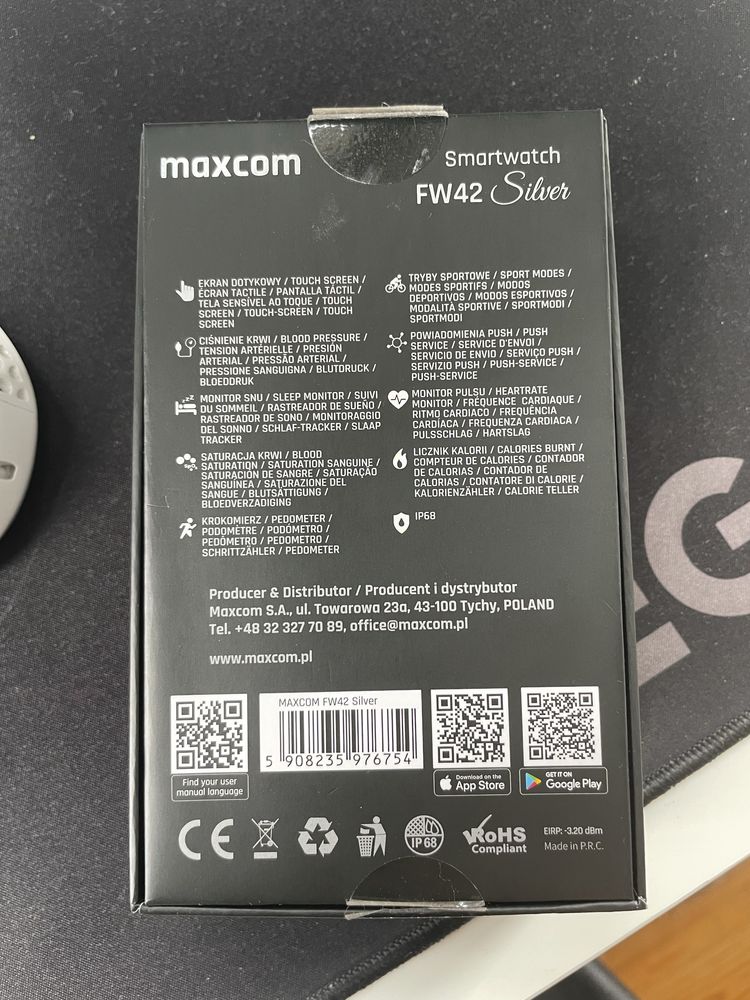 maxcom
Smartwatch
FW42 Silver
EKRAN DOTYKOWY / TOUCH SCREEN /
ÉCRAN TACTILE / PANTALLA TÁCTIL /
TELA SENSÍVEL AO TOQUE / TOUCH
SCREEN / TOUCH-SCREEN / TOUCH
SCREEN
CIŚNIENIE KRWI / BLOOD PRESSURE /
TENSION ARTÉRIELLE / PRESIÓN
ARTERIAL / PRESSÃO ARTERIAL /
PRESSIONE SANGUIGNA / BLUTDRUCK /
BLOEDDRUK
zzZ
MONITOR SNU / SLEEP MONITOR / SUIVI
DU SOMMEIL / RASTREADOR DE SUEÑO /
RASTREADOR DE SONO / MONITORAGGIO
DEL SONNO / SCHLAF-TRACKER / SLAAP
TRACKER
SpO₂
SATURACJA KRWI / BLOOD
SATURATION / SATURATION SANGUINE /
SATURACIÓN DE SANGRE / SATURAÇÃO
SANGUÍNEA / SATURAZIONE DEL
SANGUE / BLUTSÄTTIGUNG /
BLOEDVERZADIGING
KROKOMIERZ / PEDOMETER /
PODOMÈTRE / PODÓMETRO /
PEDÓMETRO / PEDOMETRO /
SCHRITTZÄHLER / PEDOMETER
TRYBY SPORTOWE / SPORT MODES /
MODES SPORTIFS / MODOS
DEPORTIVOS / MODOS ESPORTIVOS /
MODALITÀ SPORTIVE / SPORTMODI /
SPORTMODI
POWIADOMIENIA PUSH / PUSH
SERVICE / SERVICE D'ENVOI /
SERVICIO DE ENVIO / SERVIÇO PUSH /
SERVIZIO PUSH / PUSH-SERVICE /
PUSH-SERVICE
MONITOR PULSU / HEARTRATE
MONITOR / FRÉQUENCE CARDIAQUE /
RITMO CARDIACO / FREQUÊNCIA
CARDÍACA / FREQUENZA CARDIACA /
PULSSCHLAG / HARTSLAG
LICZNIK KALORII / CALORIES BURNT /
COMPTEUR DE CALORIES / CONTADOR
DE CALORIAS / CONTADOR DE
CALORIAS / CONTATORE DI CALORIE /
KALORIENZÄHLER / CALORIE TELLER
IP68
Producer & Distributor / Producent i dystrybutor
Maxcom S.A., ul. Towarowa 23a, 43-100 Tychy, POLAND
Tel. +48 32 327 70 89, office@maxcom.pl
www.maxcom.pl
Find your user
manual language
MAXCOM FW42 Silver
5 908235 976754
Download on the
App Store
GET IT ON
Google Play
CE
IP 68
RoHS
Compliant
EIRP: -3.20 dBm
Made in P.R.C.
G